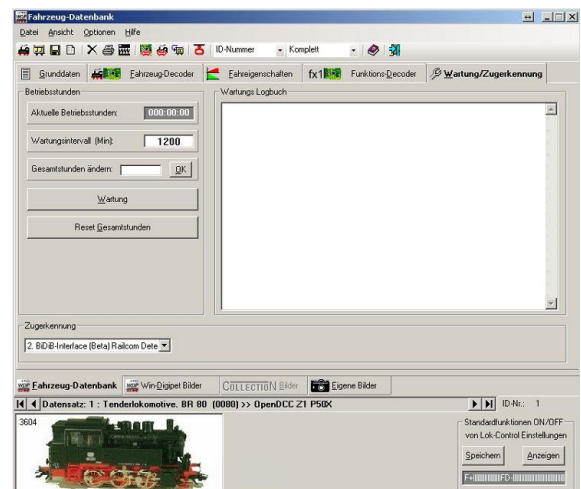 Fahrzeug-Datenbank
Datei Ansicht Optionen Hilfe
ID-Nummer Komplett
Grunddaten Fahrzeug-Decoder Fahreigenschaften fx1 Funktions-Decoder Wartung/Zugerkennung
Betriebsstunden
Aktuelle Betriebsstunden: 000:00:00
Wartungsintervall (Min): 1200
Gesamtstunden ändern: OK
Wartung
Reset Gesamtstunden
Wartungs Logbuch
Zugerkennung
2. BiDiB-Interface (Beta) Railcom Dete
Fahrzeug-Datenbank Win-Digipet Bilder COLLECTION Bilder Eigene Bilder
Datensatz: 1 : Tenderlokomotive. BR 80 (0080) >> OpenDCC Z1 P50X ID-Nr.: 1
3604
Standardfunktionen ON/OFF
von Lok-Control Einstellungen
Speichern Anzeigen